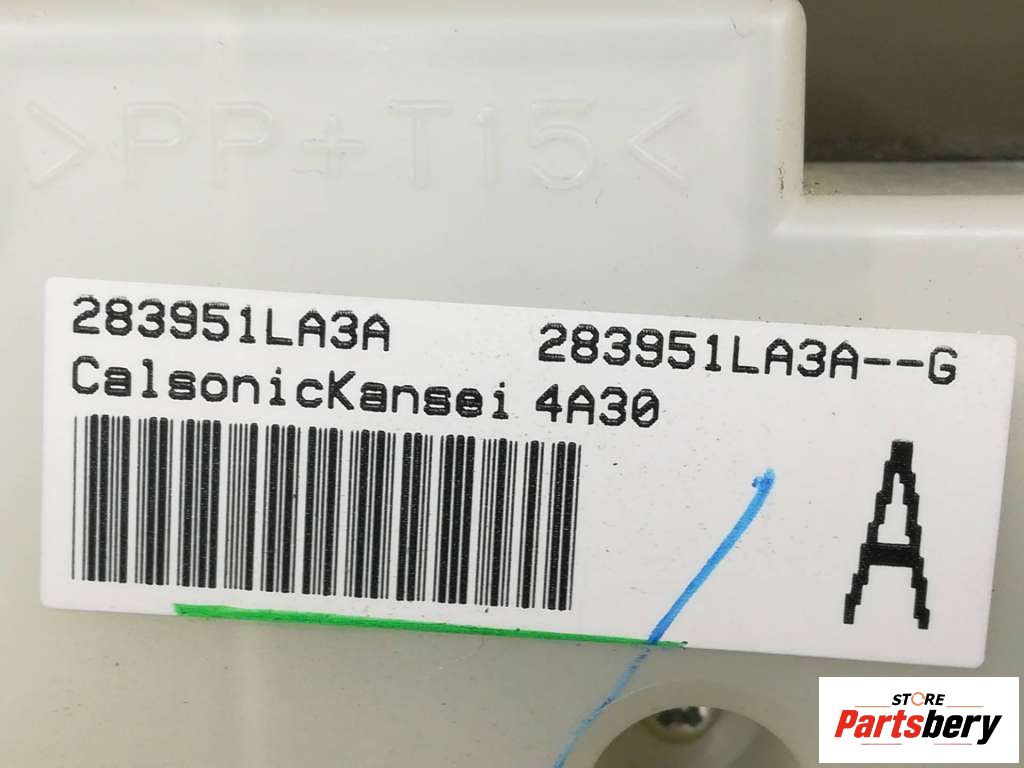 >PP+T15<
283951LA3A 283951LA3A--G
CalsonicKansei 4A30
A
STORE
Partsbery